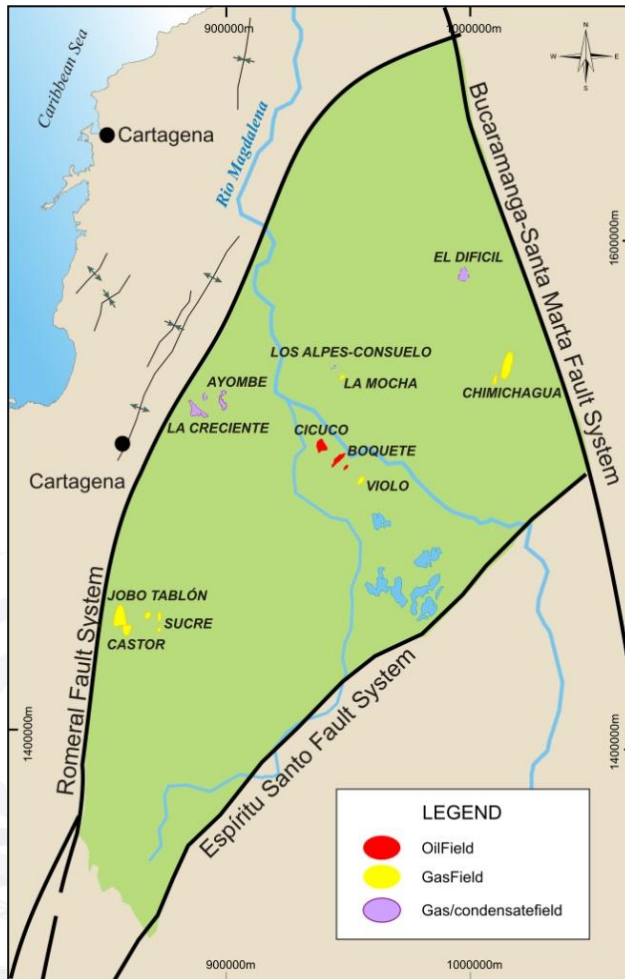 900000m
1000000m
N
W E
S
Caribbean Sea
Cartagena
Rio Magdalena
Bucaramanga-Santa Marta Fault System
1600000m
1600000m
EL DIFICIL
LOS ALPES-CONSUELO
LA MOCHA
CHIMICHAGUA
AYOMBE
LA CRECIENTE
CICUCO
BOQUETE
Cartagena
VIOLO
JOBO TABLÓN
SUCRE
CASTOR
Romeral Fault System
Espíritu Santo Fault System
1400000m
1400000m
LEGEND
OilField
GasField
Gas/condensatefield
900000m
1000000m